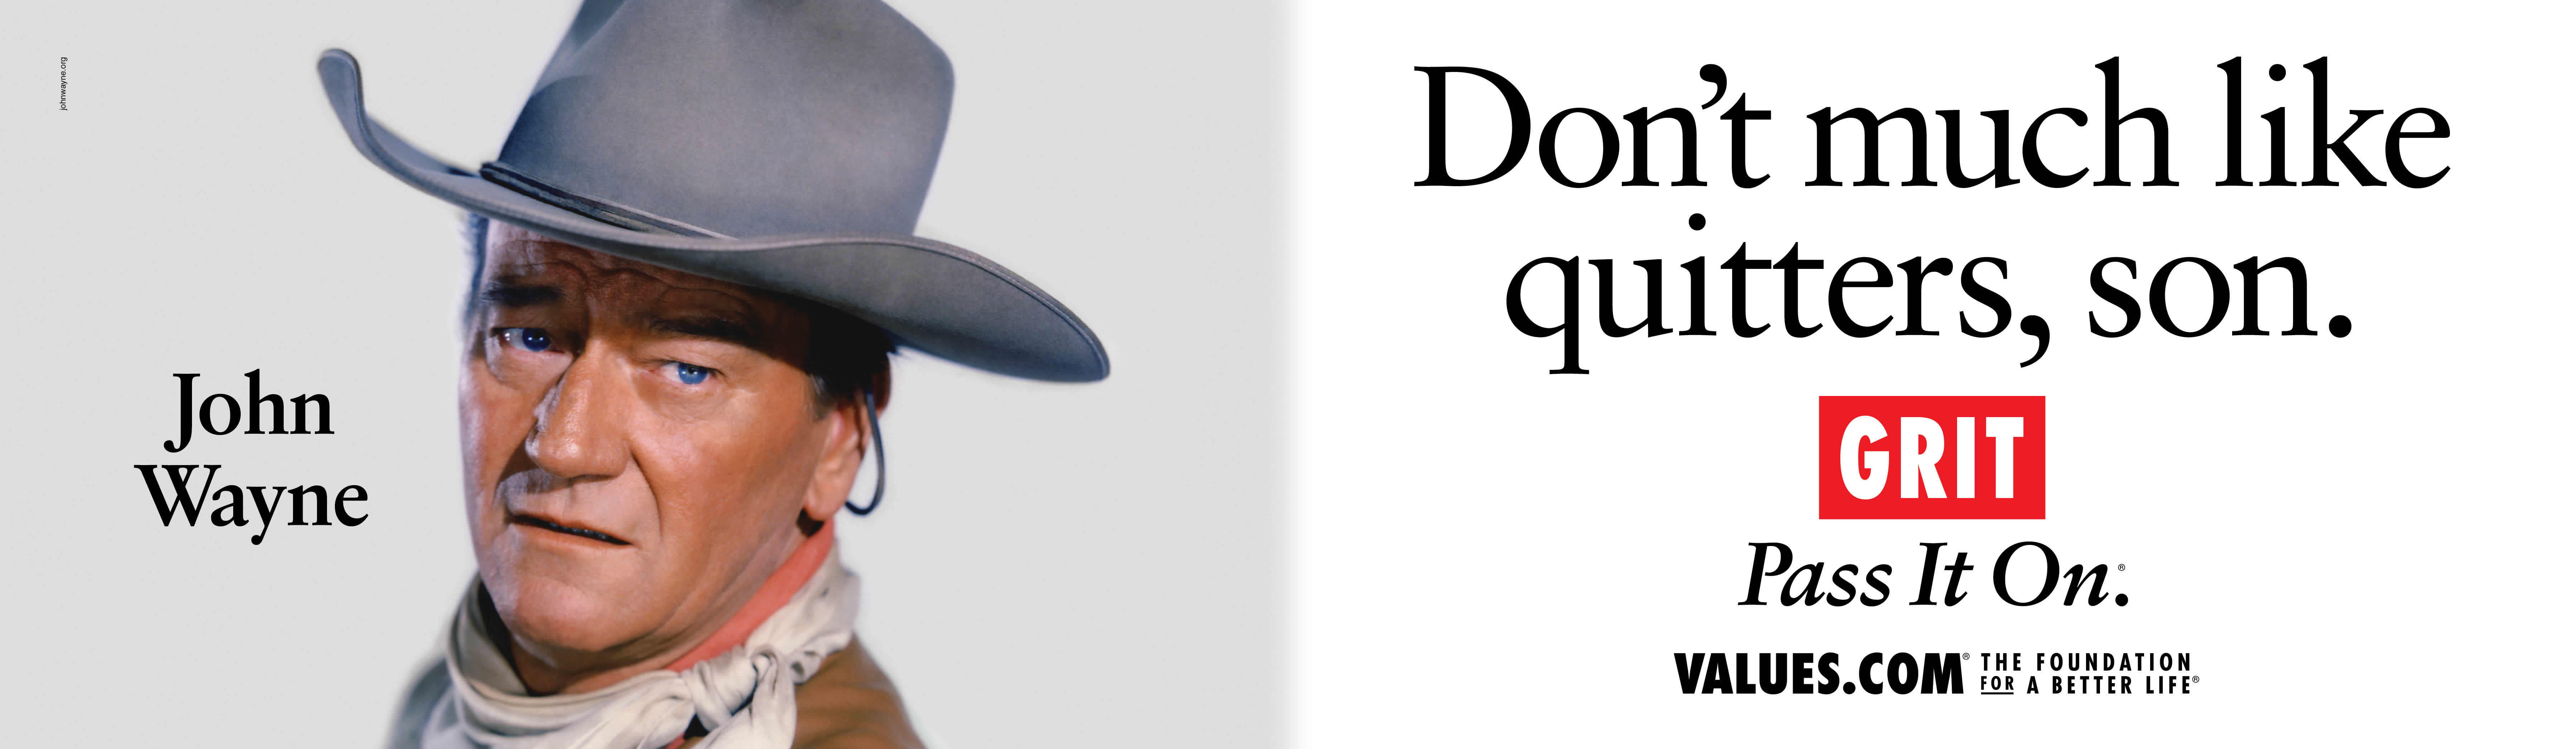 johnwayne.org
John
Wayne
Don't much like
quitters, son.
GRIT
Pass It On.®
VALUES.COM® THE FOUNDATION
FOR A BETTER LIFE®